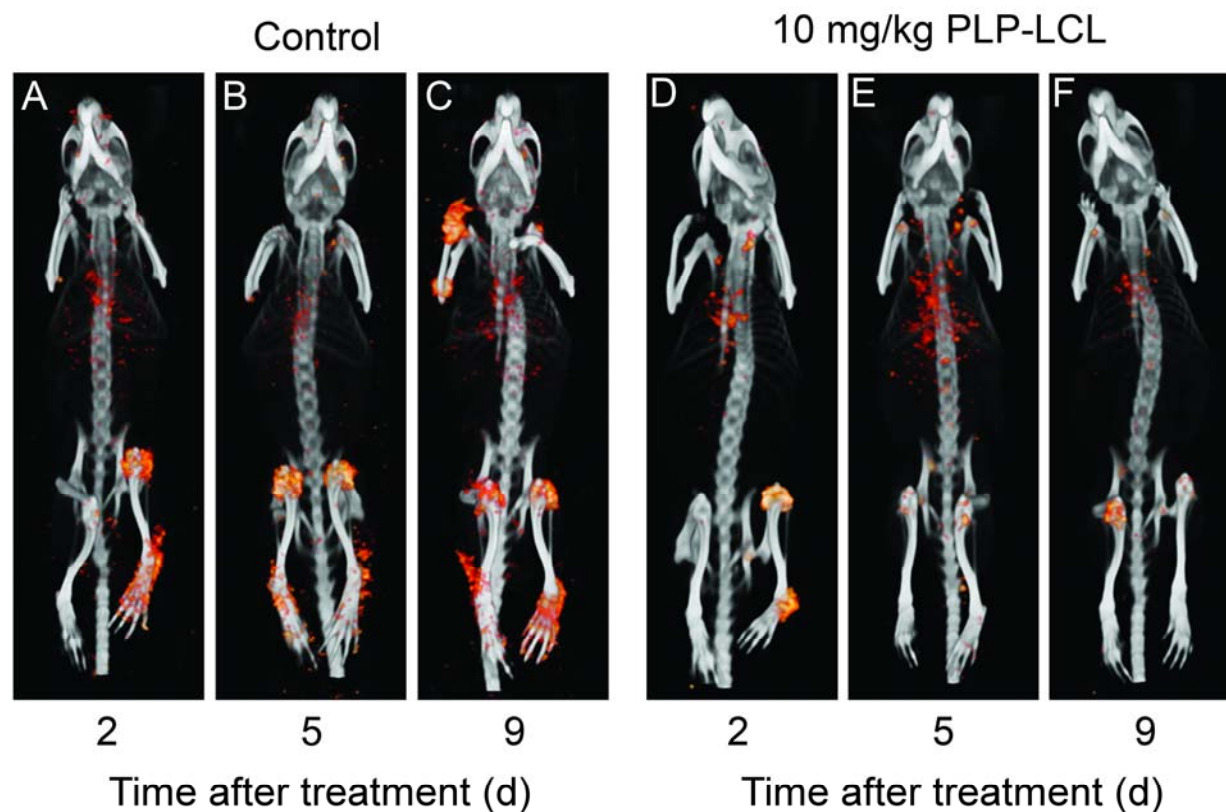 Control
10 mg/kg PLP-LCL
A B C D E F
2 5 9 2 5 9
Time after treatment (d) Time after treatment (d)